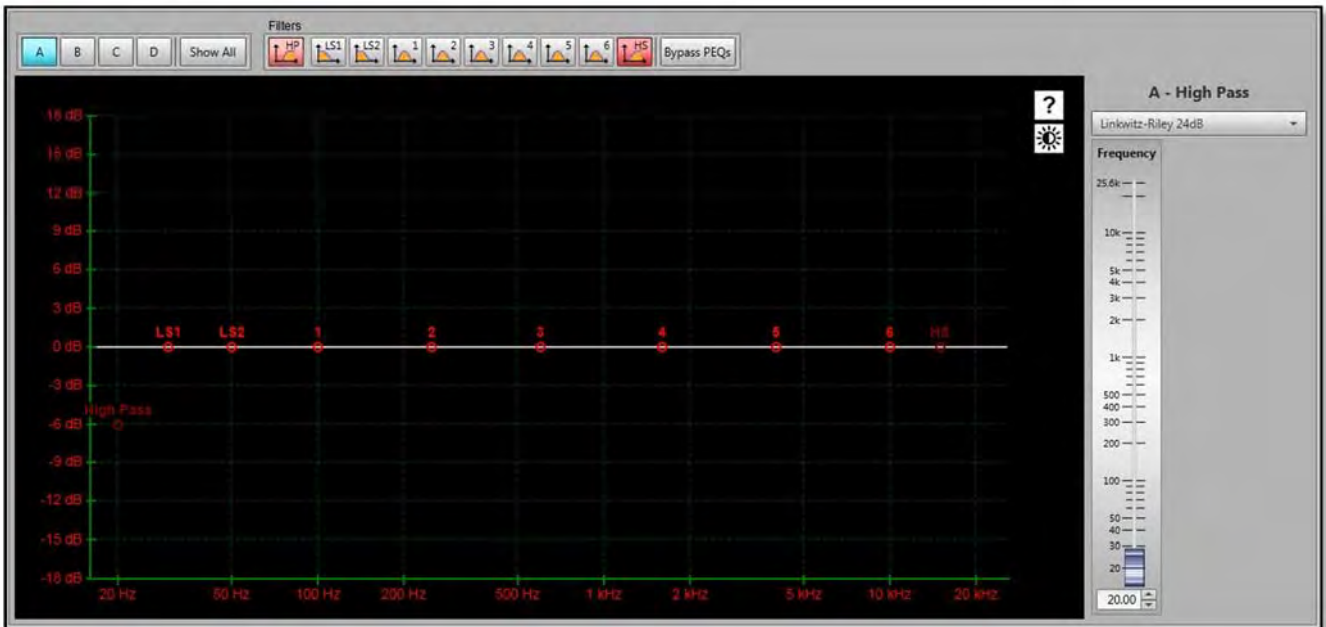 Filters
A B C D Show All HP LS1 LS2 1 2 3 4 5 6 HS Bypass PEQs
?
A - High Pass
Linkwitz-Riley 24dB
Frequency
18 dB
15 dB
12 dB
9 dB
6 dB
3 dB
0 dB
-3 dB
-6 dB
-9 dB
-12 dB
-15 dB
-18 dB
LS1 LS2 1 2 3 4 5 6 HS
High Pass
20 Hz 50 Hz 100 Hz 200 Hz 500 Hz 1 kHz 2 kHz 5 kHz 10 kHz 20 kHz
25.6k
10k
5k
4k
3k
2k
1k
500
400
300
200
100
50
40
30
20
20.00